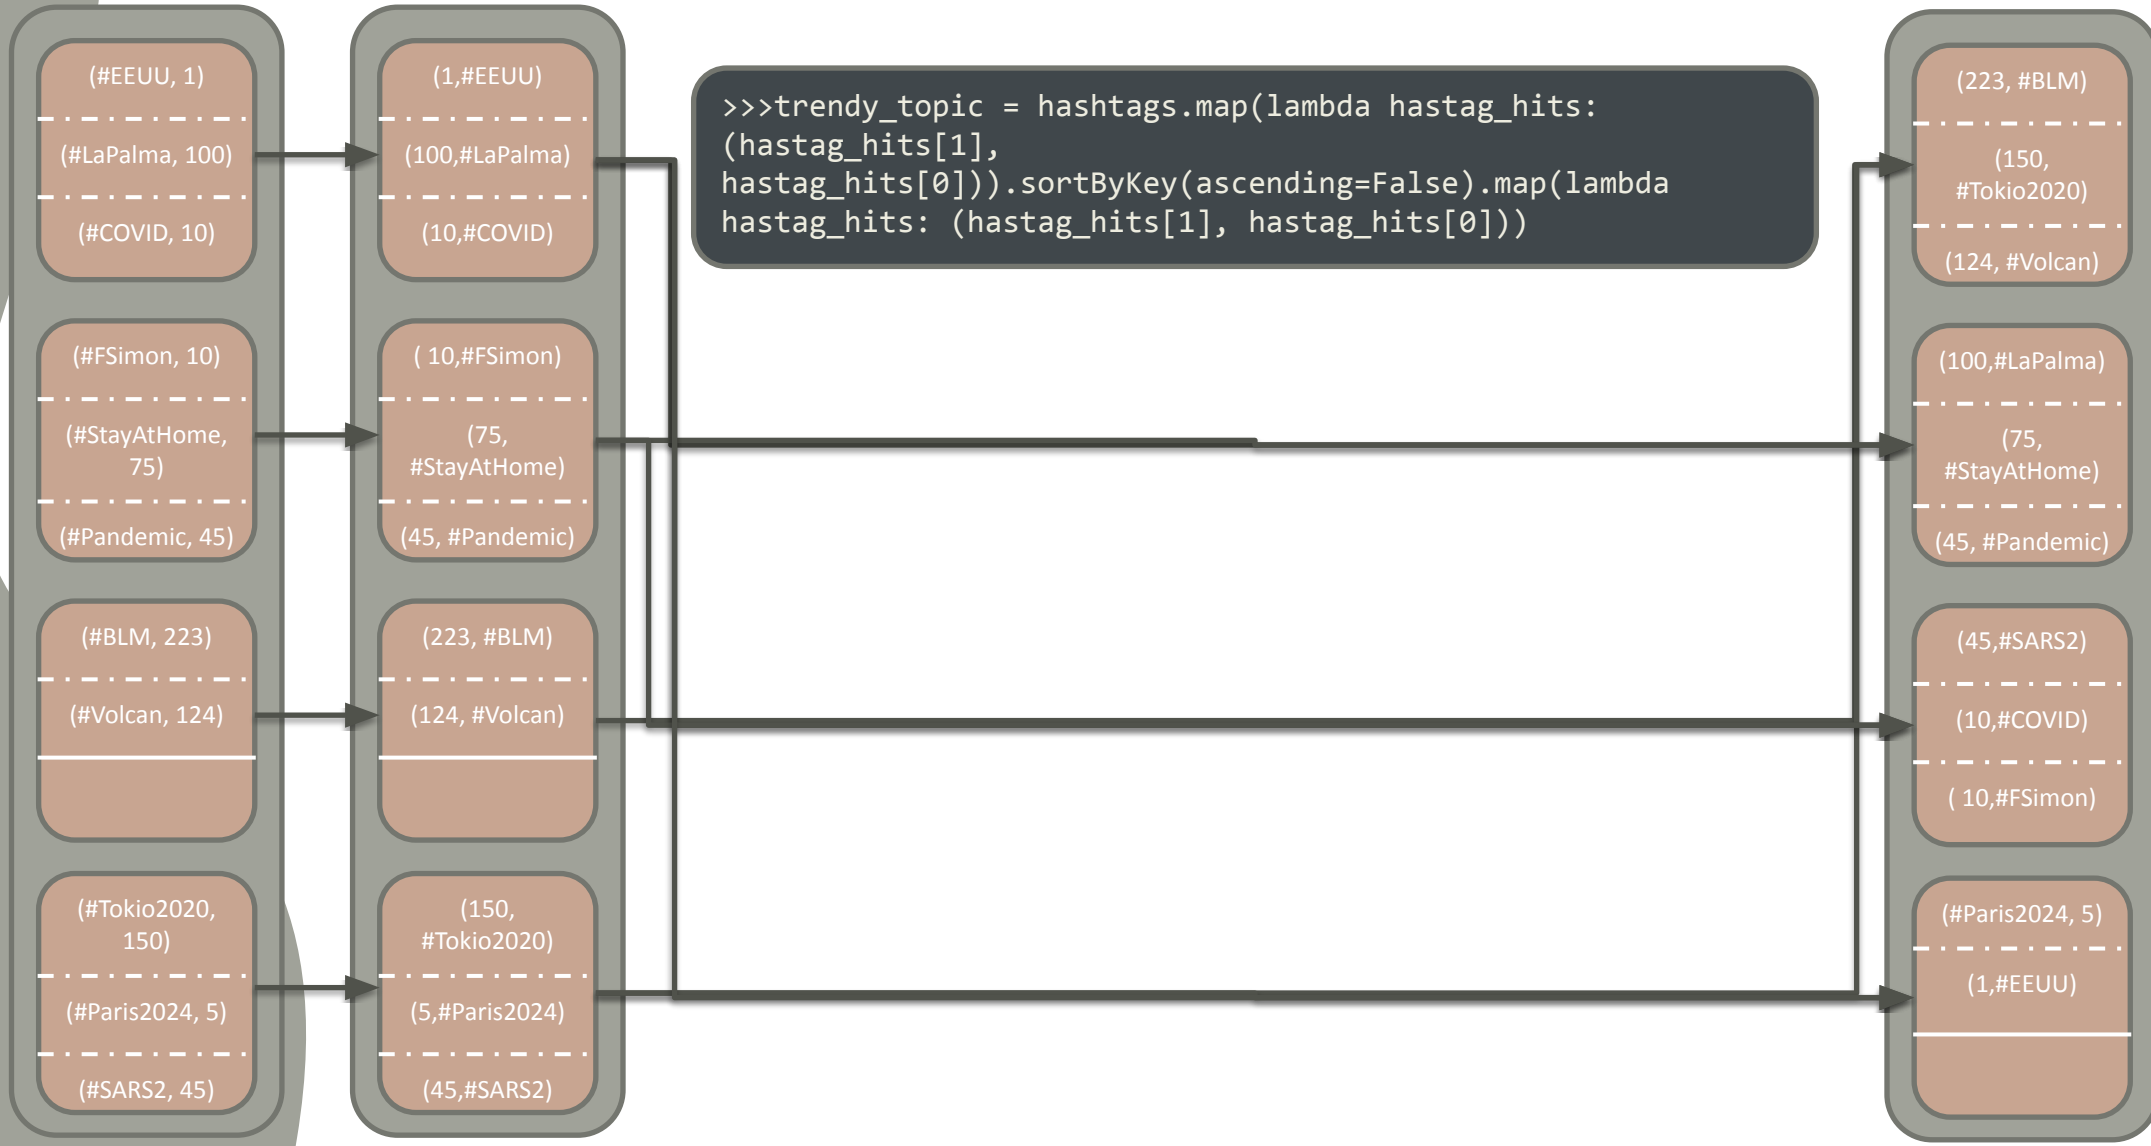 (#EEUU, 1)
(#LaPalma, 100)
(#COVID, 10)
(#FSimon, 10)
(#StayAtHome,
75)
(#Pandemic, 45)
(#BLM, 223)
(#Volcan, 124)
(#Tokio2020,
150)
(#Paris2024, 5)
(#SARS2, 45)
(1,#EEUU)
(100,#LaPalma)
(10,#COVID)
( 10,#FSimon)
(75,
#StayAtHome)
(45, #Pandemic)
(223, #BLM)
(124, #Volcan)
(150,
#Tokio2020)
(5,#Paris2024)
(45,#SARS2)
>>>trendy_topic = hashtags.map(lambda hastag_hits:
(hastag_hits[1],
hastag_hits[0])).sortByKey(ascending=False).map(lambda
hastag_hits: (hastag_hits[1], hastag_hits[0]))
(223, #BLM)
(150,
#Tokio2020)
(124, #Volcan)
(100,#LaPalma)
(75,
#StayAtHome)
(45, #Pandemic)
(45,#SARS2)
(10,#COVID)
( 10,#FSimon)
(#Paris2024, 5)
(1,#EEUU)